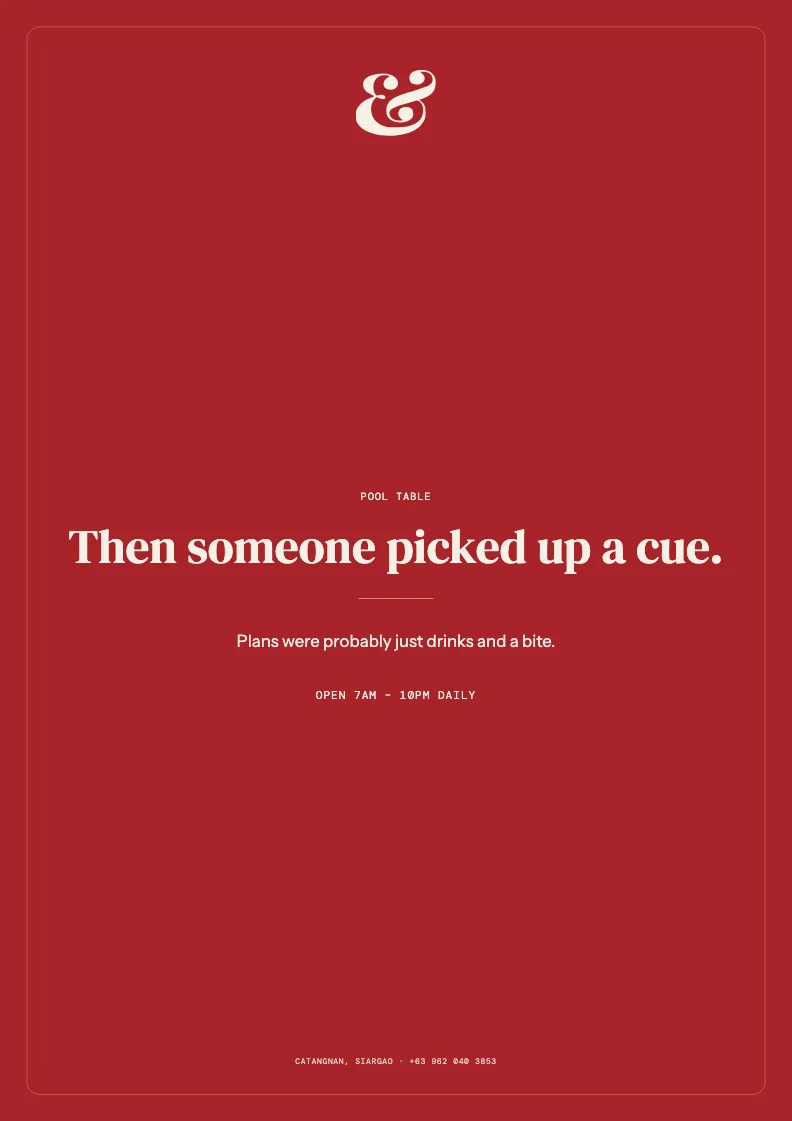 &
POOL TABLE
Then someone picked up a cue.
Plans were probably just drinks and a bite.
OPEN 7AM – 10PM DAILY
CATANGNAN, SIARGAO · +63 962 040 3853